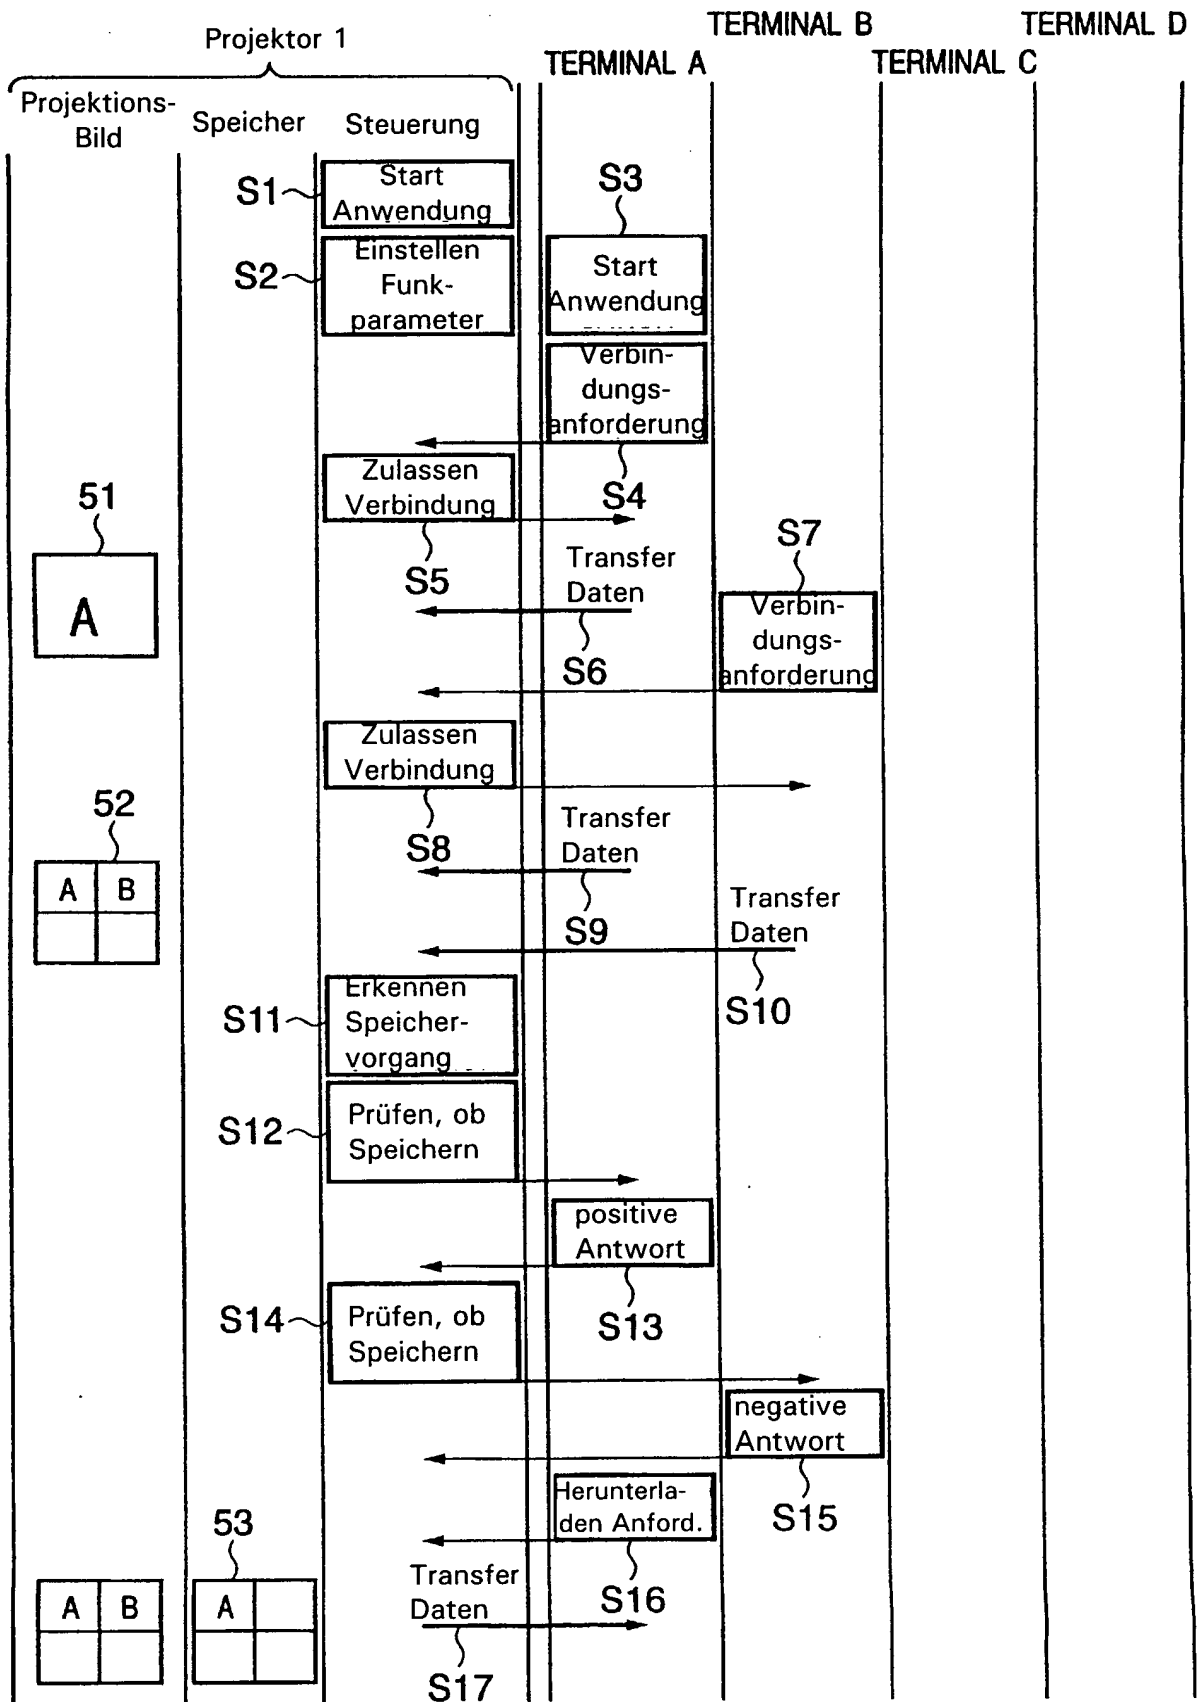 TERMINAL B
TERMINAL D
Projektor 1
TERMINAL A
TERMINAL C
Projektions-
Bild
Speicher
Steuerung
S1
Start
Anwendung
S3
S2
Einstellen
Funk-
parameter
Start
Anwendung
Verbin-
dungs-
anforderung
S4
Zulassen
Verbindung
51
S5
A
Transfer
Daten
S6
S7
Verbin-
dungs-
anforderung
Zulassen
Verbindung
52
S8
A
B
Transfer
Daten
S9
Transfer
Daten
S10
S11
Erkennen
Speicher-
vorgang
S12
Prüfen, ob
Speichern
positive
Antwort
S13
S14
Prüfen, ob
Speichern
negative
Antwort
S15
Herunterla-
den Anford.
S16
53
A
B
A
Transfer
Daten
S17